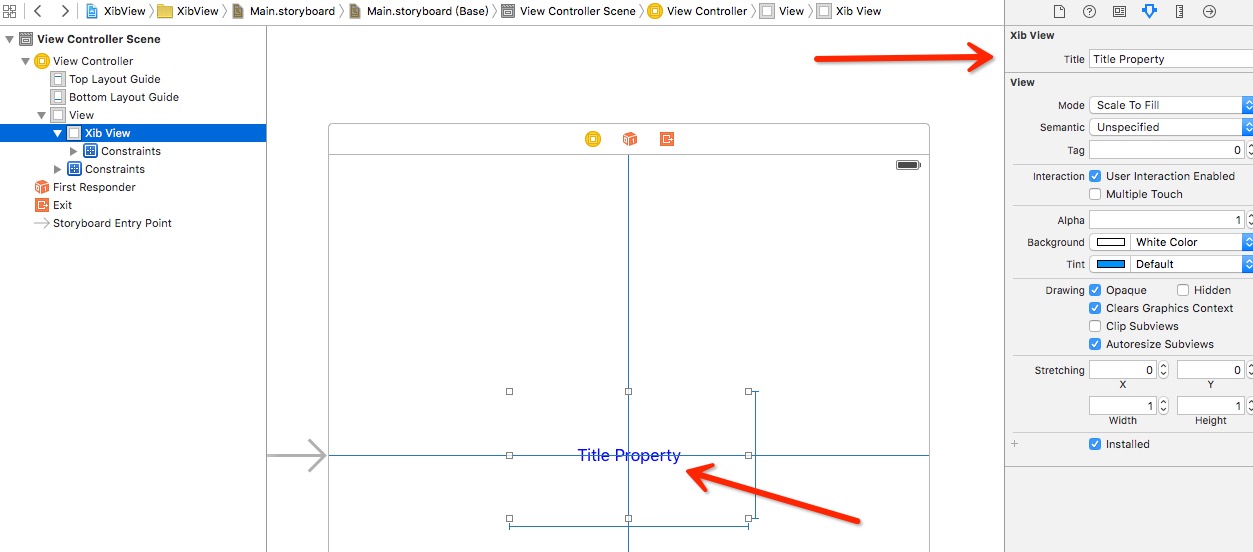 XibView XibView Main.storyboard Main.storyboard (Base) View Controller Scene View Controller View Xib View
View Controller Scene
View Controller
Top Layout Guide
Bottom Layout Guide
View
Xib View
Constraints
Constraints
First Responder
Exit
Storyboard Entry Point
Title Property
Xib View
Title Title Property
View
Mode Scale To Fill
Semantic Unspecified
Tag 0
Interaction User Interaction Enabled
Multiple Touch
Alpha 1
Background White Color
Tint Default
Drawing Opaque Hidden
Clears Graphics Context
Clip Subviews
Autoresize Subviews
Stretching 0 0
X Y
1 1
Width Height
+ Installed